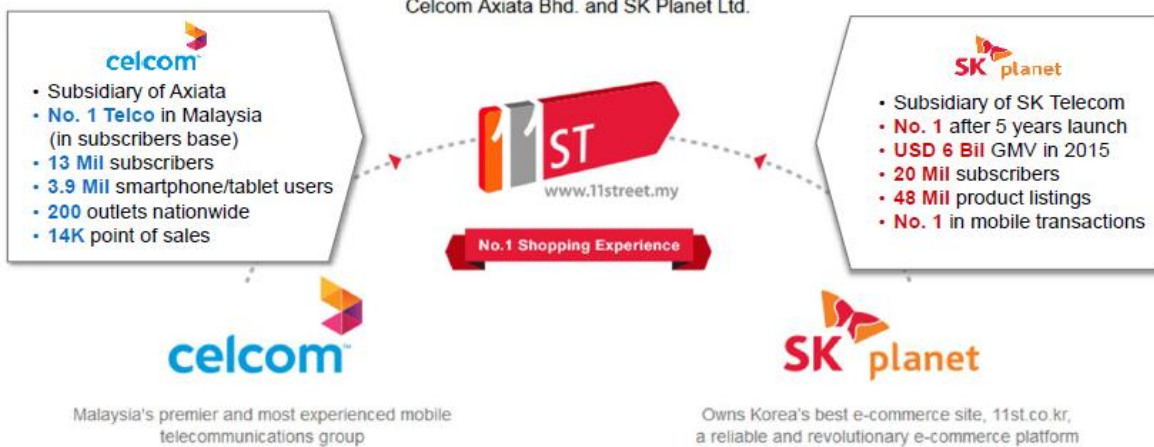 Celcom Axiata Bhd. and SK Planet Ltd.
celcom™
• Subsidiary of Axiata
• No. 1 Telco in Malaysia
(in subscribers base)
• 13 Mil subscribers
• 3.9 Mil smartphone/tablet users
• 200 outlets nationwide
• 14K point of sales
11ST
www.11street.my
No.1 Shopping Experience
SK planet
• Subsidiary of SK Telecom
• No. 1 after 5 years launch
• USD 6 Bil GMV in 2015
• 20 Mil subscribers
• 48 Mil product listings
• No. 1 in mobile transactions
celcom™
Malaysia's premier and most experienced mobile
telecommunications group
SK planet
Owns Korea's best e-commerce site, 11st.co.kr,
a reliable and revolutionary e-commerce platform